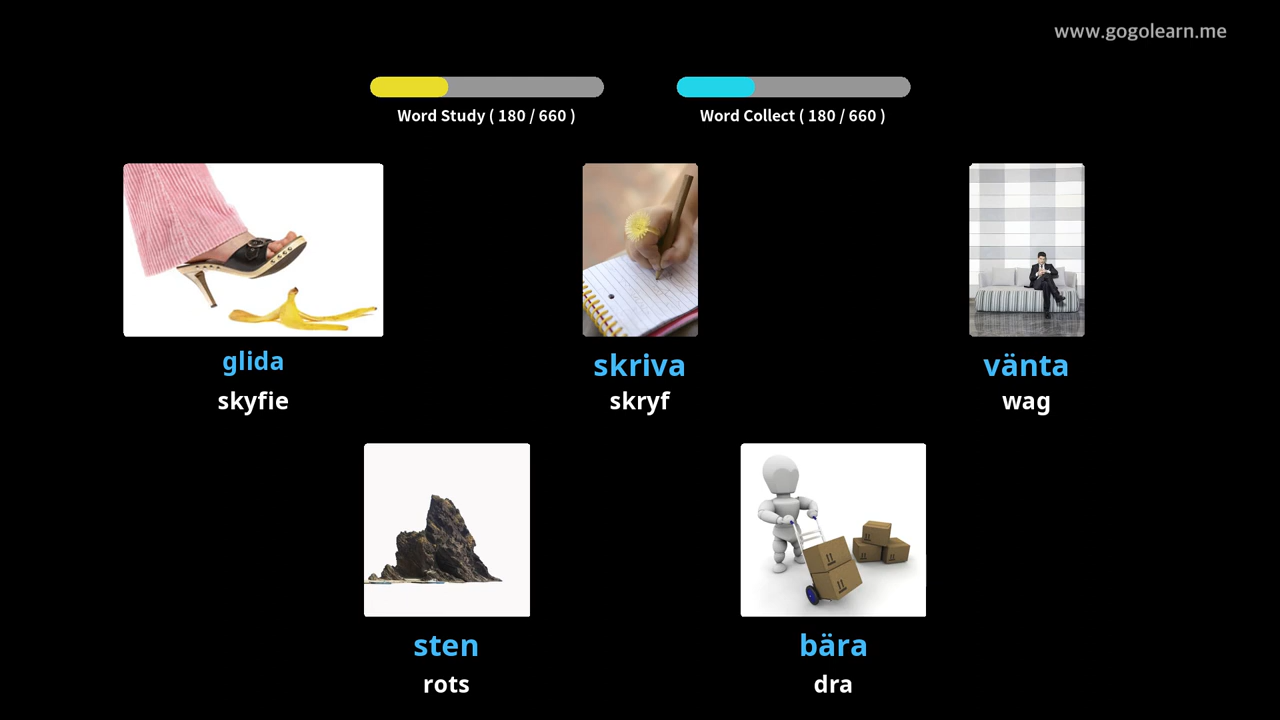 www.gogolearn.me
Word Study ( 180 / 660 )
Word Collect ( 180 / 660 )
glida
skyfie
skriva
skryf
vänta
wag
sten
rots
bära
dra